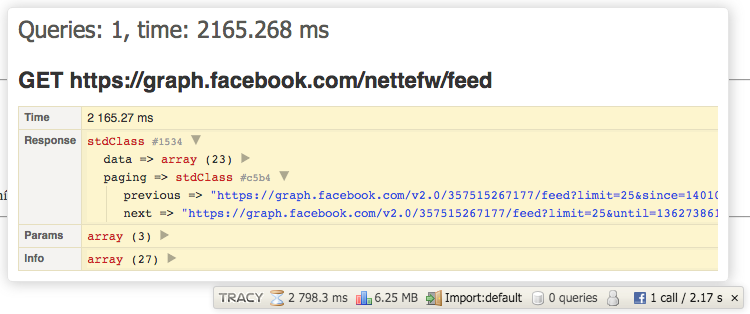 Queries: 1, time: 2165.268 ms
GET https://graph.facebook.com/nettefw/feed
Time 2 165.27 ms
Response stdClass #1534 ▼
data => array (23) ▶
paging => stdClass #c5b4 ▼
ní previous => "https://graph.facebook.com/v2.0/357515267177/feed?limit=25&since=14010
next => "https://graph.facebook.com/v2.0/357515267177/feed?limit=25&until=136273861
Params array (3) ▶
Info array (27) ▶
TRACY 2 798.3 ms 6.25 MB Import:default 0 queries 1 call / 2.17 s ×